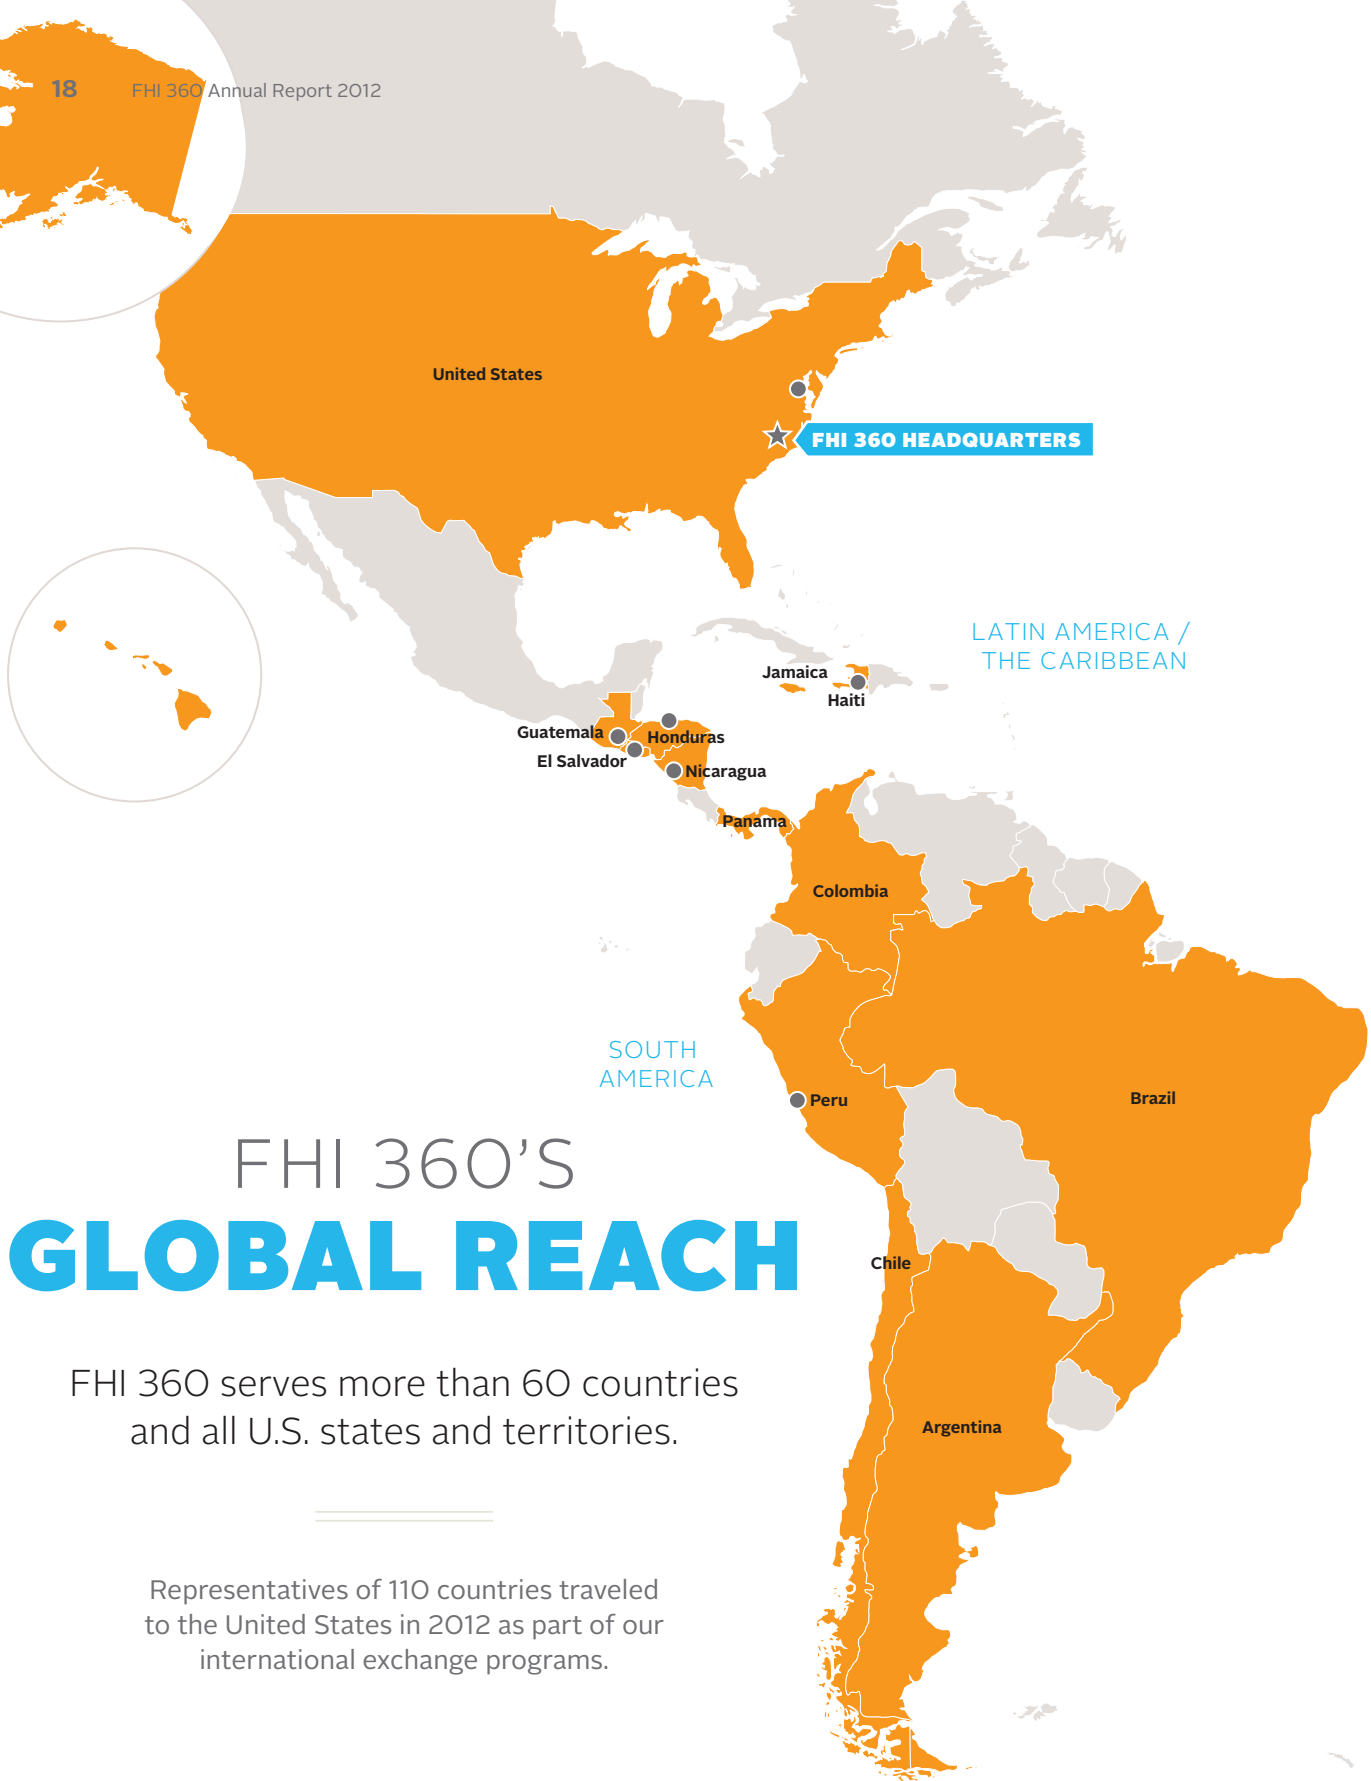 18 FHI 360 Annual Report 2012
United States
FHI 360 HEADQUARTERS
LATIN AMERICA /
THE CARIBBEAN
Jamaica
Haiti
Guatemala
Honduras
El Salvador
Nicaragua
Panama
Colombia
SOUTH
AMERICA
Peru
Brazil
FHI 360’S
GLOBAL REACH
Chile
FHI 360 serves more than 60 countries
and all U.S. states and territories.
Argentina
Representatives of 110 countries traveled
to the United States in 2012 as part of our
international exchange programs.